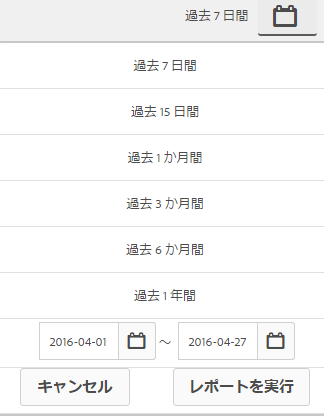 過去 7 日間
過去 7 日間
過去 15 日間
過去 1 か月間
過去 3 か月間
過去 6 か月間
過去 1 年間
2016-04-01 ～ 2016-04-27
キャンセル レポートを実行